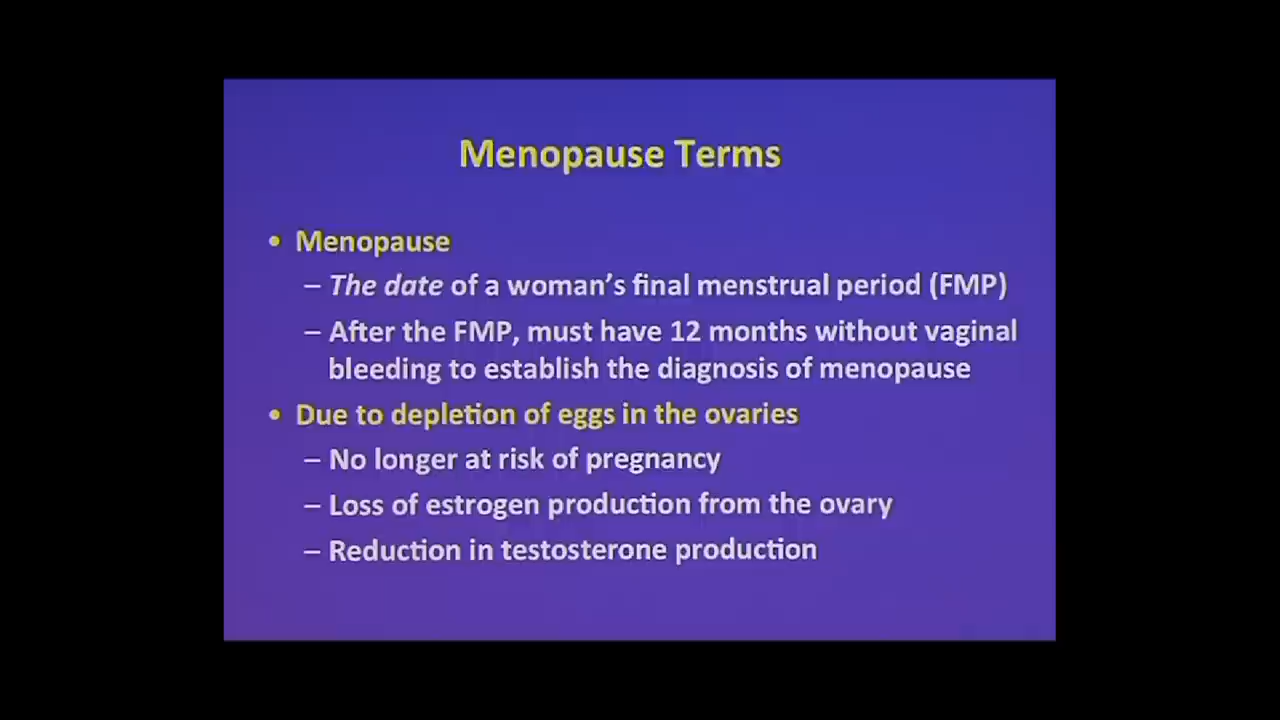 Menopause Terms
• Menopause
– The date of a woman's final menstrual period (FMP)
– After the FMP, must have 12 months without vaginal
bleeding to establish the diagnosis of menopause
• Due to depletion of eggs in the ovaries
– No longer at risk of pregnancy
– Loss of estrogen production from the ovary
– Reduction in testosterone production